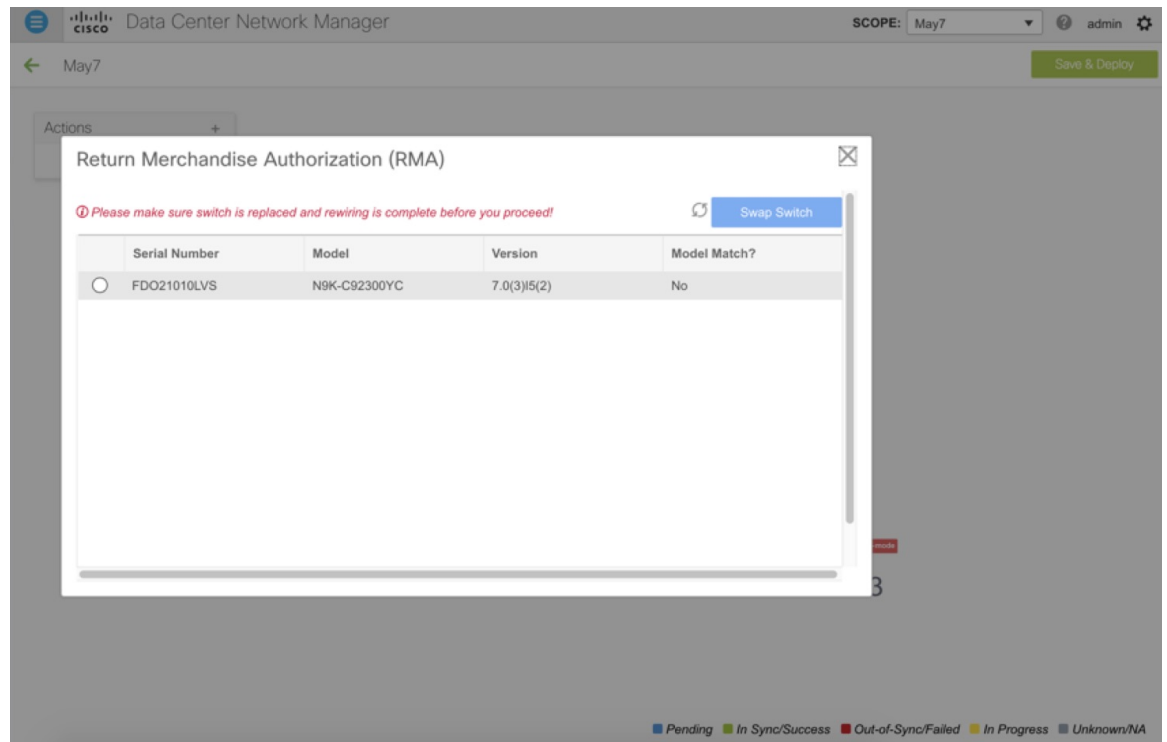 CISCO Data Center Network Manager SCOPE: May7 admin
May7 Save & Deploy
Actions +
Return Merchandise Authorization (RMA)
Please make sure switch is replaced and rewiring is complete before you proceed! Swap Switch
Serial Number Model Version Model Match?
FDO21010LVS N9K-C92300YC 7.0(3)I5(2) No
mode
3
Pending In Sync/Success Out-of-Sync/Failed In Progress Unknown/NA